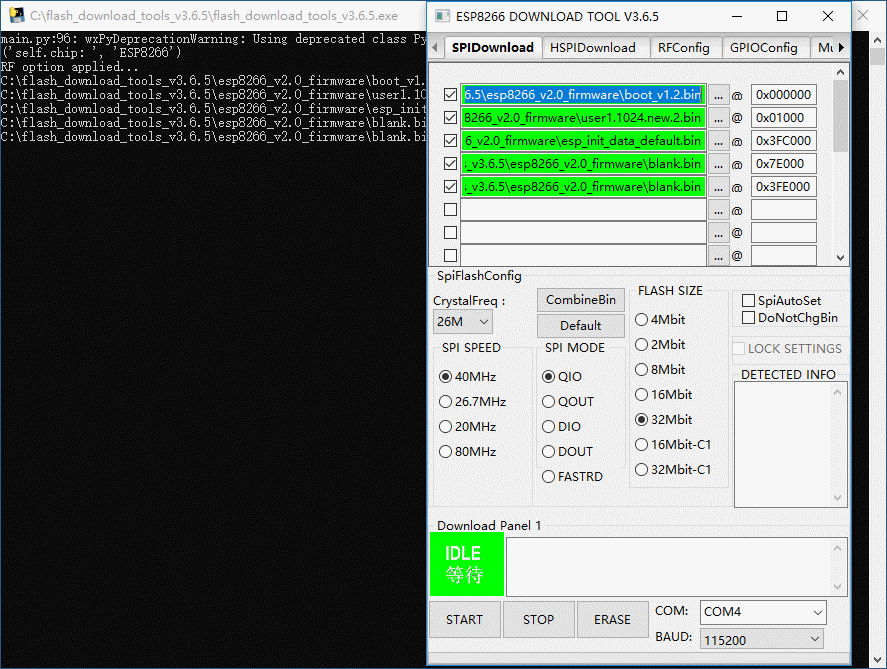 C:\flash_download_tools_v3.6.5\flash_download_tools_v3.6.5.exe
main.py:96: wxPyDeprecationWarning: Using deprecated class Py
('self.chip: ', 'ESP8266')
RF option applied...
C:\flash_download_tools_v3.6.5\esp8266_v2.0_firmware\boot_v1.
C:\flash_download_tools_v3.6.5\esp8266_v2.0_firmware\user1.10
C:\flash_download_tools_v3.6.5\esp8266_v2.0_firmware\esp_init
C:\flash_download_tools_v3.6.5\esp8266_v2.0_firmware\blank.bi
C:\flash_download_tools_v3.6.5\esp8266_v2.0_firmware\blank.bi
ESP8266 DOWNLOAD TOOL V3.6.5
SPIDownload HSPIDownload RFConfig GPIOConfig Mu
6.5\esp8266_v2.0_firmware\boot_v1.2.bin ... @ 0x000000
8266_v2.0_firmware\user1.1024.new.2.bin ... @ 0x01000
6_v2.0_firmware\esp_init_data_default.bin ... @ 0x3FC000
_v3.6.5\esp8266_v2.0_firmware\blank.bin ... @ 0x7E000
_v3.6.5\esp8266_v2.0_firmware\blank.bin ... @ 0x3FE000
... @
... @
... @
SpiFlashConfig
CrystalFreq :
26M
CombineBin
Default
SPI SPEED
40MHz
26.7MHz
20MHz
80MHz
SPI MODE
QIO
QOUT
DIO
DOUT
FASTRD
FLASH SIZE
4Mbit
2Mbit
8Mbit
16Mbit
32Mbit
16Mbit-C1
32Mbit-C1
SpiAutoSet
DoNotChgBin
LOCK SETTINGS
DETECTED INFO
Download Panel 1
IDLE
等待
START STOP ERASE
COM: COM4
BAUD: 115200